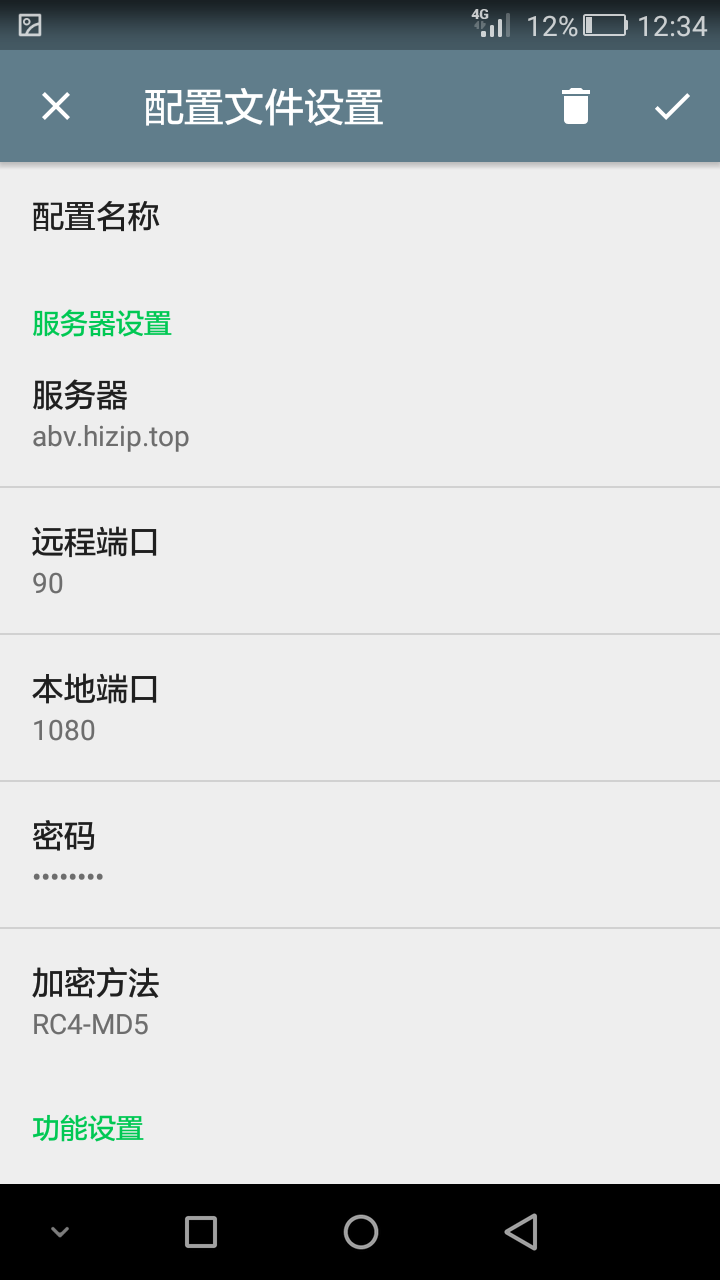 4G 12% 12:34
配置文件设置
配置名称
服务器设置
服务器
abv.hizip.top
远程端口
90
本地端口
1080
密码
••••••••
加密方法
RC4-MD5
功能设置